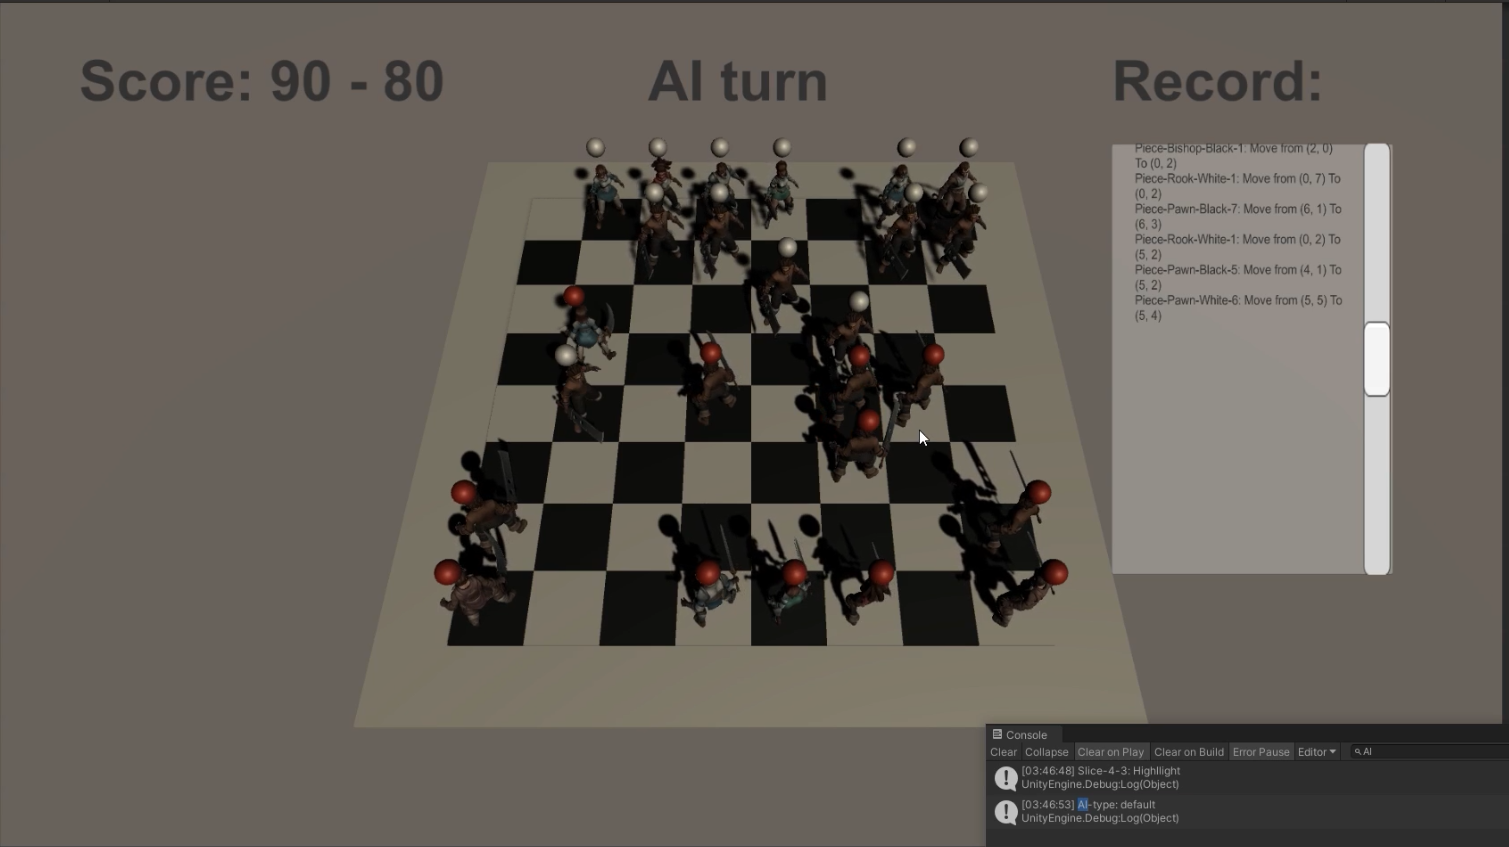 Score: 90 - 80
AI turn
Record:
Piece-Bishop-Black-1: Move from (2, 0)
To (0, 2)
Piece-Rook-White-1: Move from (0, 7) To
(0, 2)
Piece-Pawn-Black-7: Move from (6, 1) To
(6, 3)
Piece-Rook-White-1: Move from (0, 2) To
(5, 2)
Piece-Pawn-Black-5: Move from (4, 1) To
(5, 2)
Piece-Pawn-White-6: Move from (5, 5) To
(5, 4)
Console
Clear Collapse Clear on Play Clear on Build Error Pause Editor AI
[03:46:48] Slice-4-3: Highllight
UnityEngine.Debug:Log(Object)
[03:46:53] AI-type: default
UnityEngine.Debug:Log(Object)